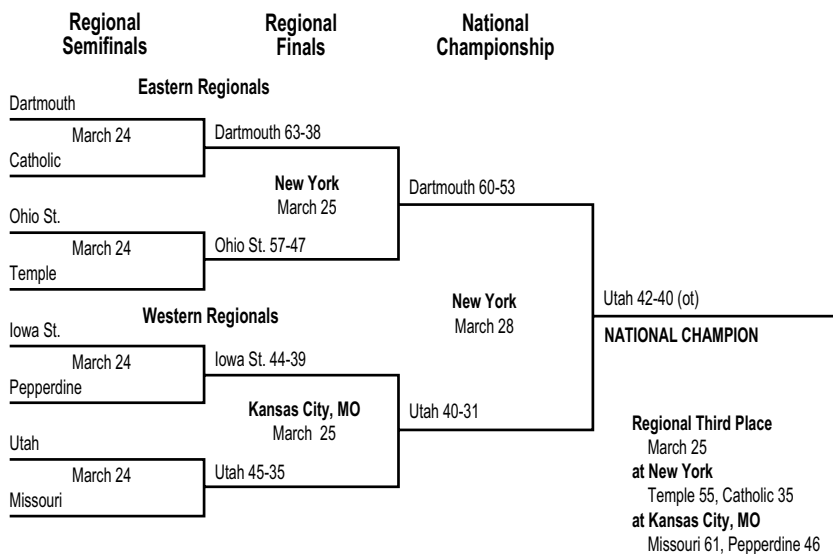 Regional
Semifinals
Regional
Finals
National
Championship
Eastern Regionals
Dartmouth
March 24
Catholic
Dartmouth 63-38
New York
March 25
Ohio St.
March 24
Temple
Ohio St. 57-47
Dartmouth 60-53
Western Regionals
Iowa St.
March 24
Pepperdine
Iowa St. 44-39
Kansas City, MO
March 25
Utah
March 24
Missouri
Utah 45-35
Utah 40-31
New York
March 28
Utah 42-40 (ot)
NATIONAL CHAMPION
Regional Third Place
March 25
at New York
Temple 55, Catholic 35
at Kansas City, MO
Missouri 61, Pepperdine 46